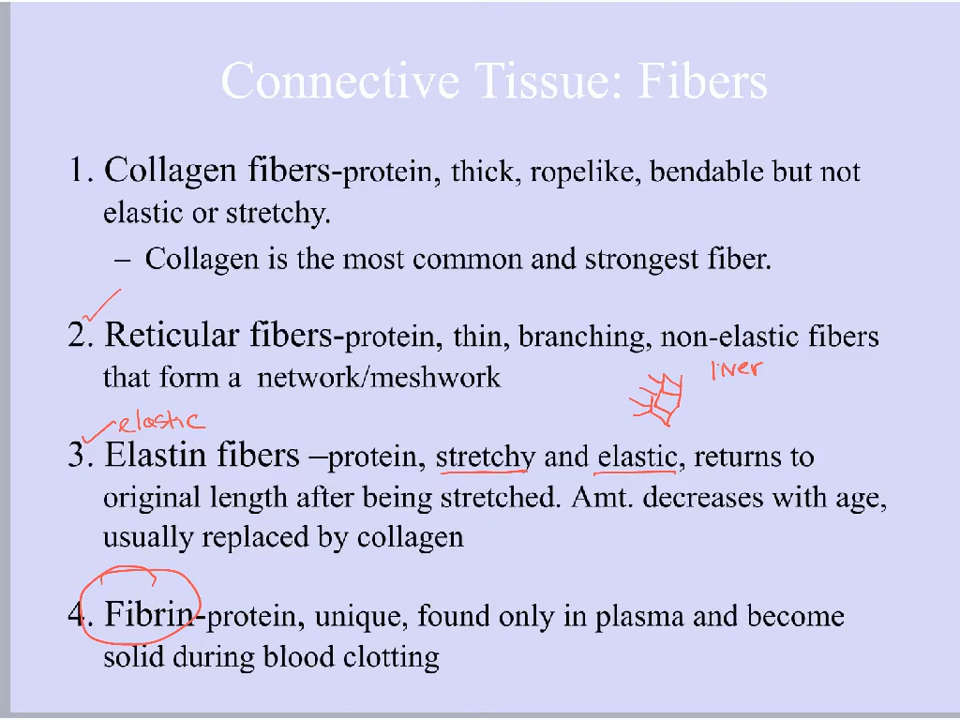 Connective Tissue: Fibers
1. Collagen fibers-protein, thick, ropelike, bendable but not
elastic or stretchy.
– Collagen is the most common and strongest fiber.
2. Reticular fibers-protein, thin, branching, non-elastic fibers
that form a network/meshwork
liver
elastic
3. Elastin fibers –protein, stretchy and elastic, returns to
original length after being stretched. Amt. decreases with age,
usually replaced by collagen
4. Fibrin-protein, unique, found only in plasma and become
solid during blood clotting